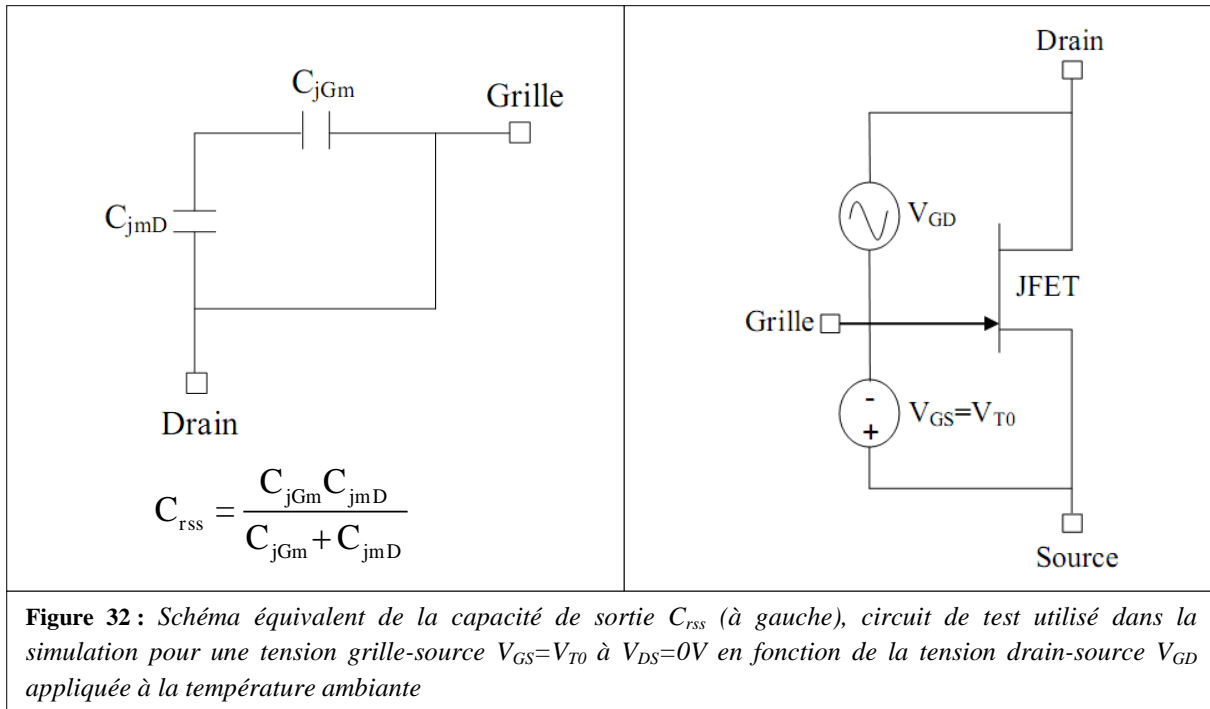 C_jGm
Grille
C_jmD
Drain
C_rss = C_jGm C_jmD / C_jGm + C_jmD
Drain
V_GD
JFET
Grille
-
+
V_GS=V_T0
Source
Figure 32 : Schéma équivalent de la capacité de sortie C_rss (à gauche), circuit de test utilisé dans la
simulation pour une tension grille-source V_GS=V_T0 à V_DS=0V en fonction de la tension drain-source V_GD
appliquée à la température ambiante